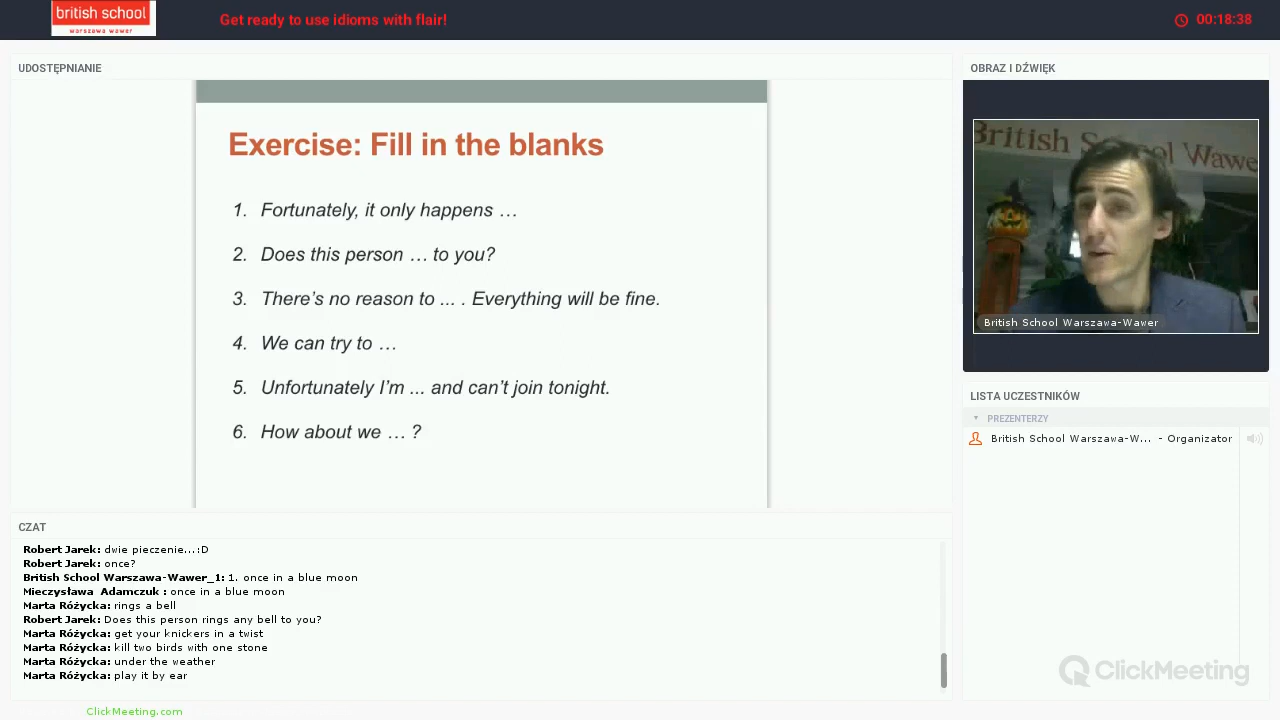 british school
warszawa wawer
Get ready to use idioms with flair!
00:18:38
UDOSTĘPNIANIE
Exercise: Fill in the blanks
1. Fortunately, it only happens …
2. Does this person … to you?
3. There's no reason to ... . Everything will be fine.
4. We can try to …
5. Unfortunately I'm ... and can't join tonight.
6. How about we … ?
CZAT
Robert Jarek: dwie pieczenie...:D
Robert Jarek: once?
British School Warszawa-Wawer_1: 1. once in a blue moon
Mieczysława Adamczuk : once in a blue moon
Marta Różycka: rings a bell
Robert Jarek: Does this person rings any bell to you?
Marta Różycka: get your knickers in a twist
Marta Różycka: kill two birds with one stone
Marta Różycka: under the weather
Marta Różycka: play it by ear
ClickMeeting.com
OBRAZ I DŹWIĘK
British School Wawe
British School Warszawa-Wawer
LISTA UCZESTNIKÓW
PREZENTERZY
British School Warszawa-W... - Organizator
ClickMeeting